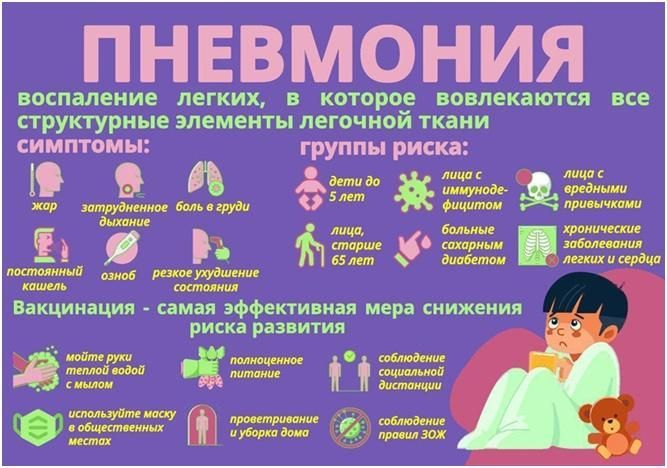 ПНЕВМОНИЯ
воспаление легких, в которое вовлекаются все
структурные элементы легочной ткани
симптомы:
жар
затрудненное
дыхание
боль в груди
постоянный
кашель
озноб
резкое ухудшение
состояния
группы риска:
дети до
5 лет
лица с
иммуноде-
фицитом
лица с
вредными
привычками
лица,
старше
65 лет
больные
сахарным
диабетом
хронические
заболевания
легких и сердца
Вакцинация - самая эффективная мера снижения
риска развития
мойте руки
теплой водой
с мылом
полноценное
питание
соблюдение
социальной
дистанции
используйте маску
в общественных
местах
проветривание
и уборка дома
соблюдение
правил ЗОЖ